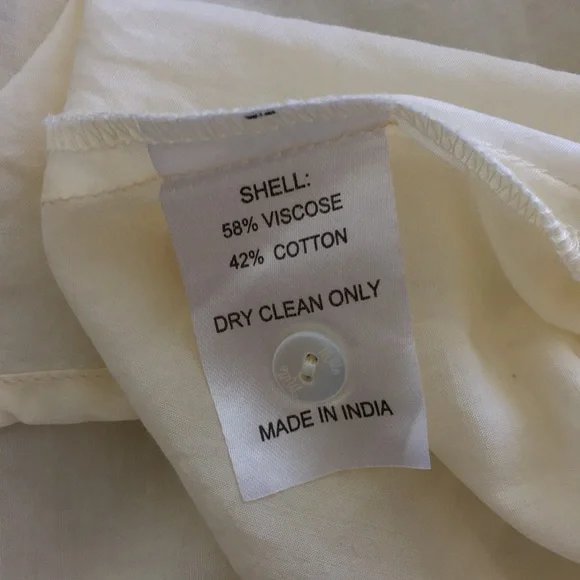 SHELL:
58% VISCOSE
42% COTTON
DRY CLEAN ONLY
MADE IN INDIA